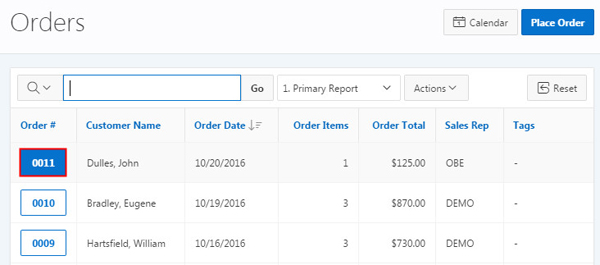 Orders
Calendar
Place Order
Go
1. Primary Report
Actions
Reset
Order # Customer Name Order Date Order Items Order Total Sales Rep Tags
0011 Dulles, John 10/20/2016 1 $125.00 OBE -
0010 Bradley, Eugene 10/19/2016 3 $870.00 DEMO -
0009 Hartsfield, William 10/16/2016 3 $730.00 DEMO -